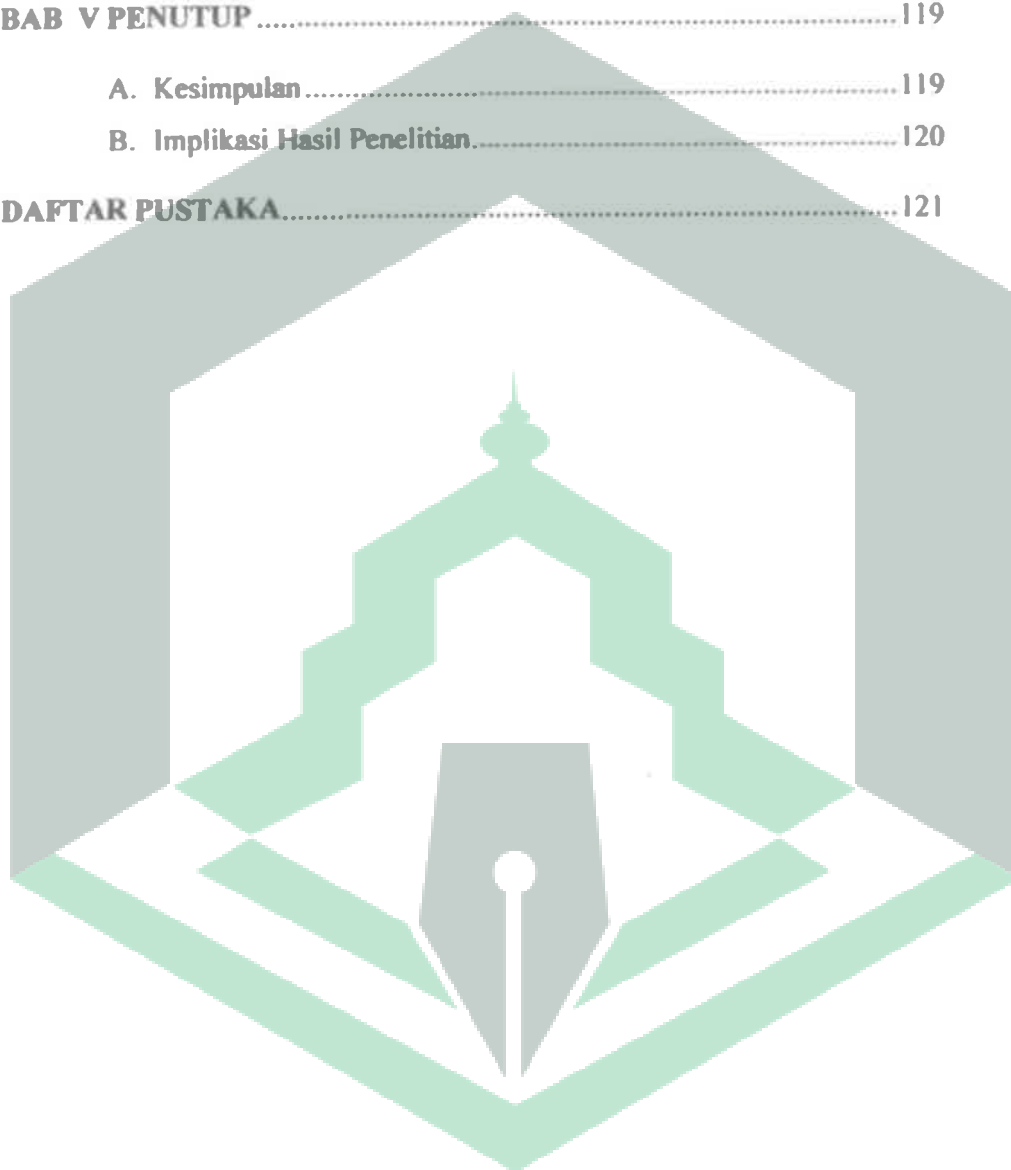 BAB V PENUTUP ..... 119
A. Kesimpulan ..... 119
B. Implikasi Hasil Penelitian ..... 120
DAFTAR PUSTAKA ..... 121